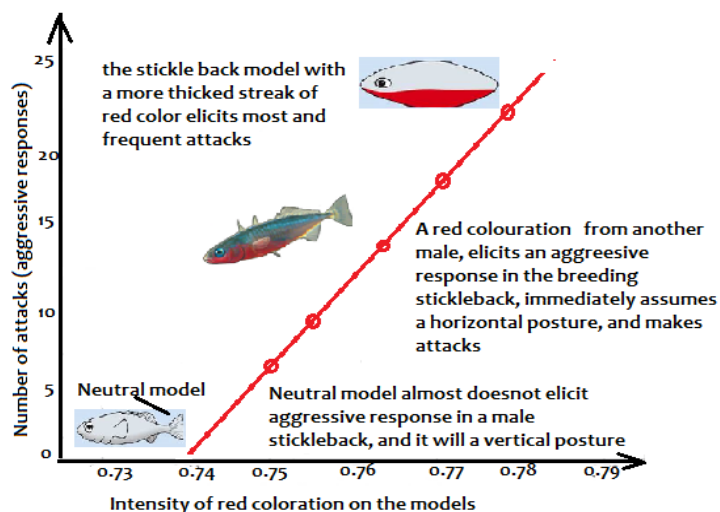 25
the stickle back model with
a more thicked streak of
red color elicits most and
frequent attacks
20
15
A red colouration from another
male, elicits an aggreesive
response in the breeding
stickleback, immediately assumes
a horizontal posture, and makes
attacks
10
5
Neutral model
Neutral model almost doesnot elicit
aggressive response in a male
stickleback, and it will a vertical posture
0
Number of attacks (aggressive responses)
0.73 0.74 0.75 0.76 0.77 0.78 0.79
Intensity of red coloration on the models